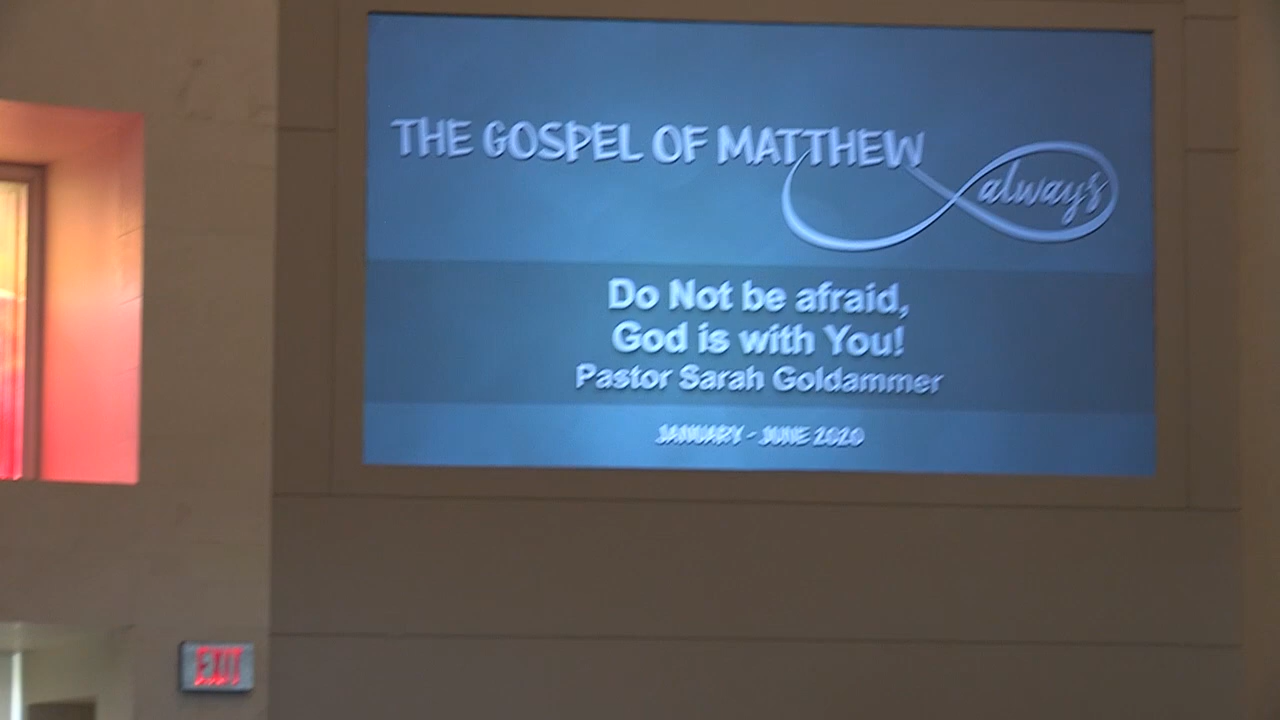 THE GOSPEL OF MATTHEW
always
Do Not be afraid,
God is with You!
Pastor Sarah Goldammer
JANUARY - JUNE 2020
EXIT